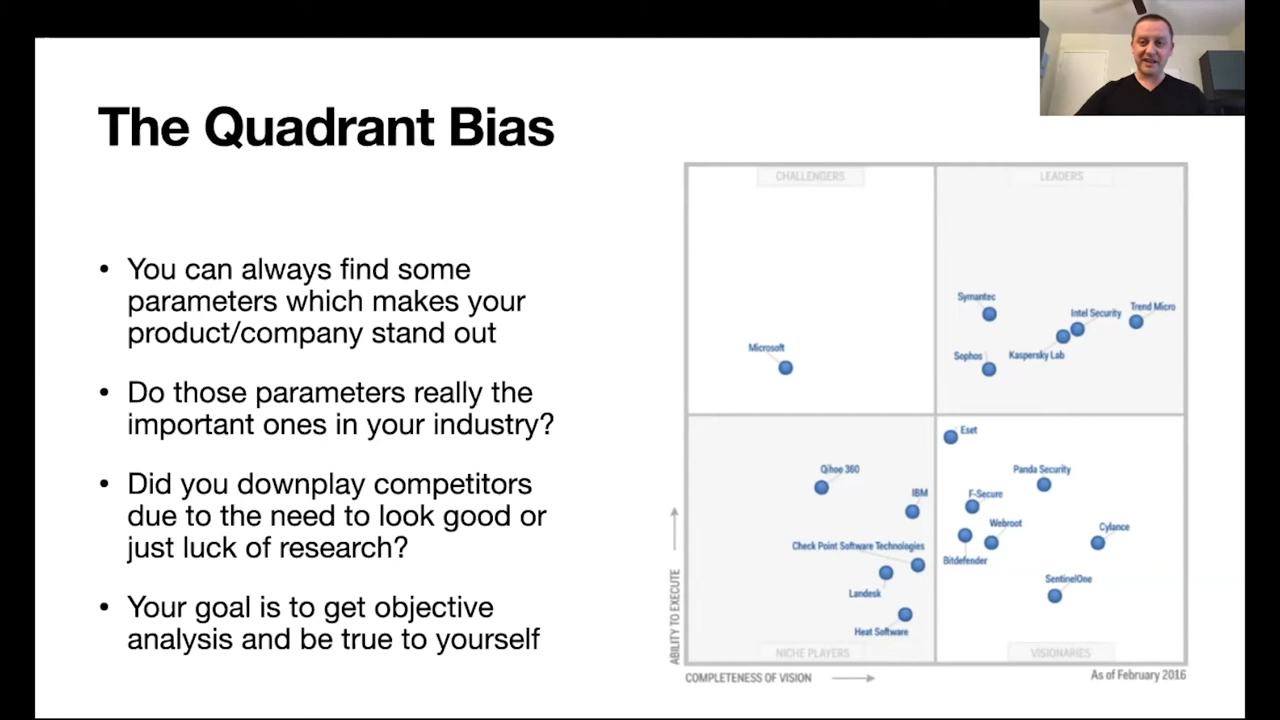 The Quadrant Bias
• You can always find some
parameters which makes your
product/company stand out
• Do those parameters really the
important ones in your industry?
• Did you downplay competitors
due to the need to look good or
just luck of research?
• Your goal is to get objective
analysis and be true to yourself
CHALLENGERS
LEADERS
Symantec
Intel Security
Trend Micro
Microsoft
Sophos
Kaspersky Lab
Eset
Qihoo 360
Panda Security
IBM
F-Secure
Webroot
Cylance
Check Point Software Technologies
Bitdefender
Landesk
SentinelOne
Heat Software
NICHE PLAYERS
VISIONARIES
ABILITY TO EXECUTE
COMPLETENESS OF VISION
As of February 2016